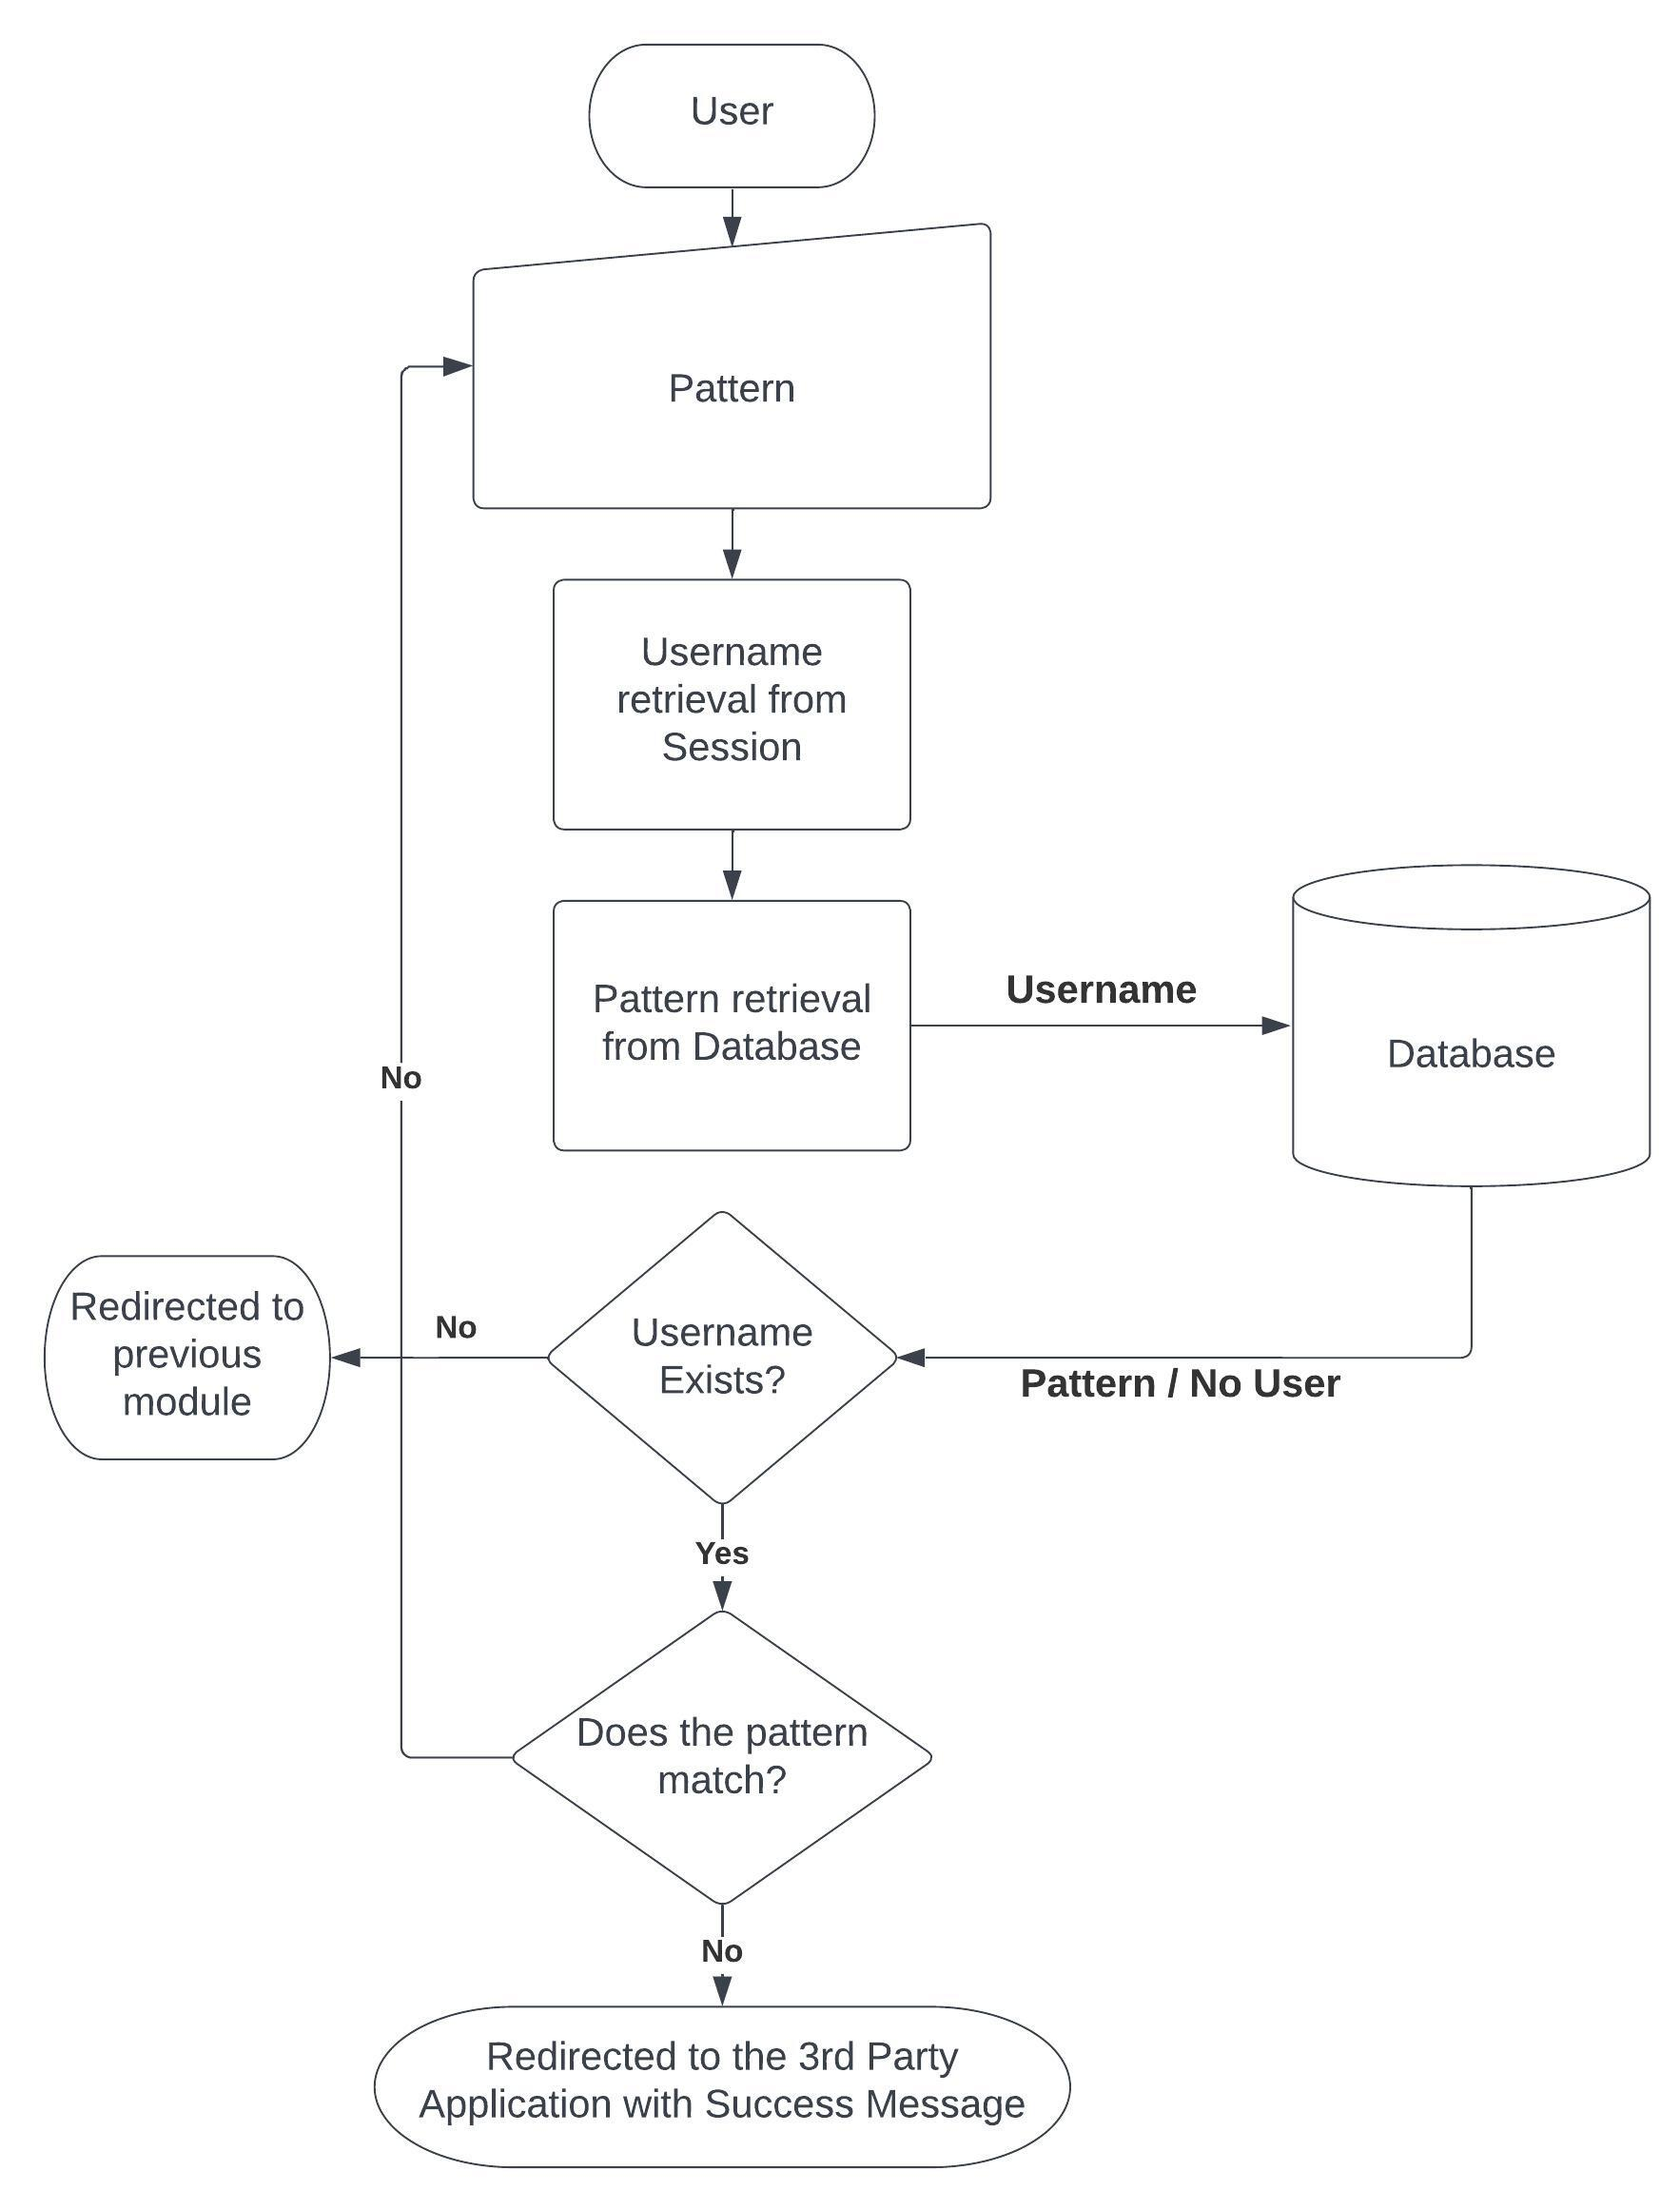 User
Pattern
Username
retrieval from
Session
Pattern retrieval
from Database
Username
Database
No
Redirected to
previous
module
No
Username
Exists?
Pattern / No User
Yes
Does the pattern
match?
No
Redirected to the 3rd Party
Application with Success Message